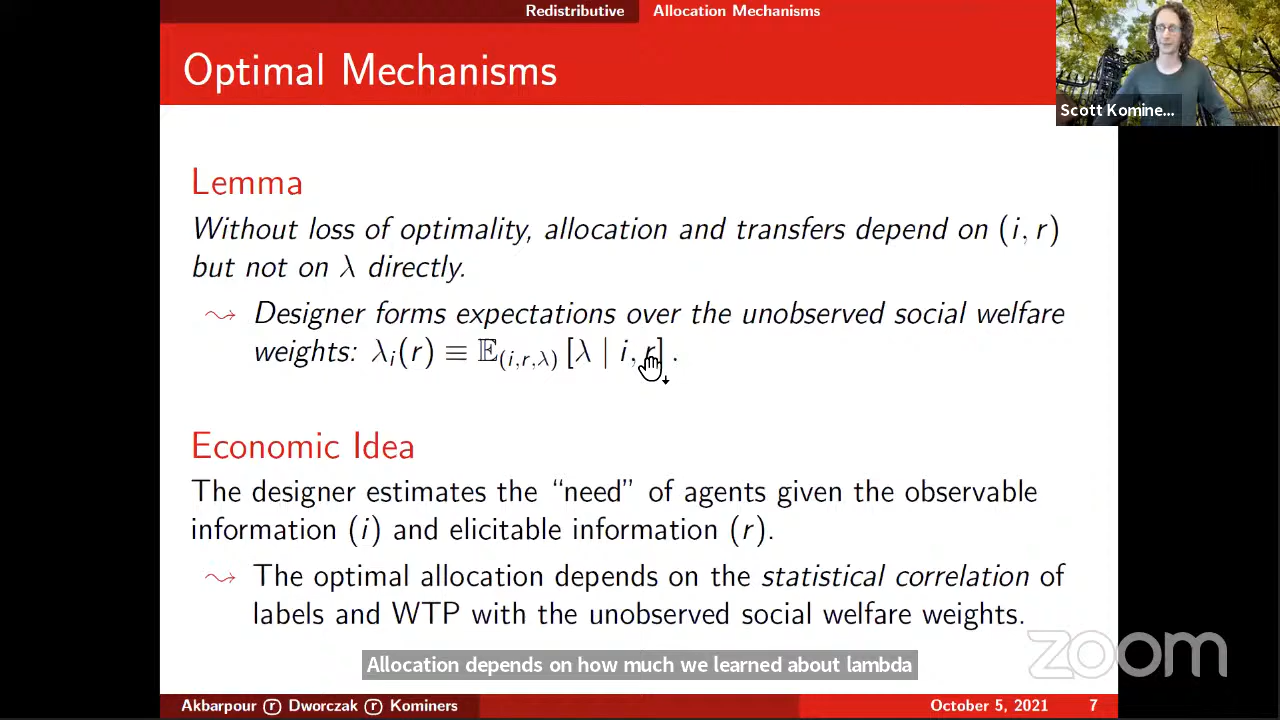 Redistributive Allocation Mechanisms
Optimal Mechanisms
Scott Komine...
Lemma
Without loss of optimality, allocation and transfers depend on (i, r)
but not on λ directly.
⇝ Designer forms expectations over the unobserved social welfare
weights: λᵢ(r) ≡ 𝔼₍ᵢ,ᵣ,λ₎ [λ | i, r] .
Economic Idea
The designer estimates the “need” of agents given the observable
information (i) and elicitable information (r).
⇝ The optimal allocation depends on the statistical correlation of
labels and WTP with the unobserved social welfare weights.
Allocation depends on how much we learned about lambda
zoom
Akbarpour ⓡ Dworczak ⓡ Kominers October 5, 2021 7